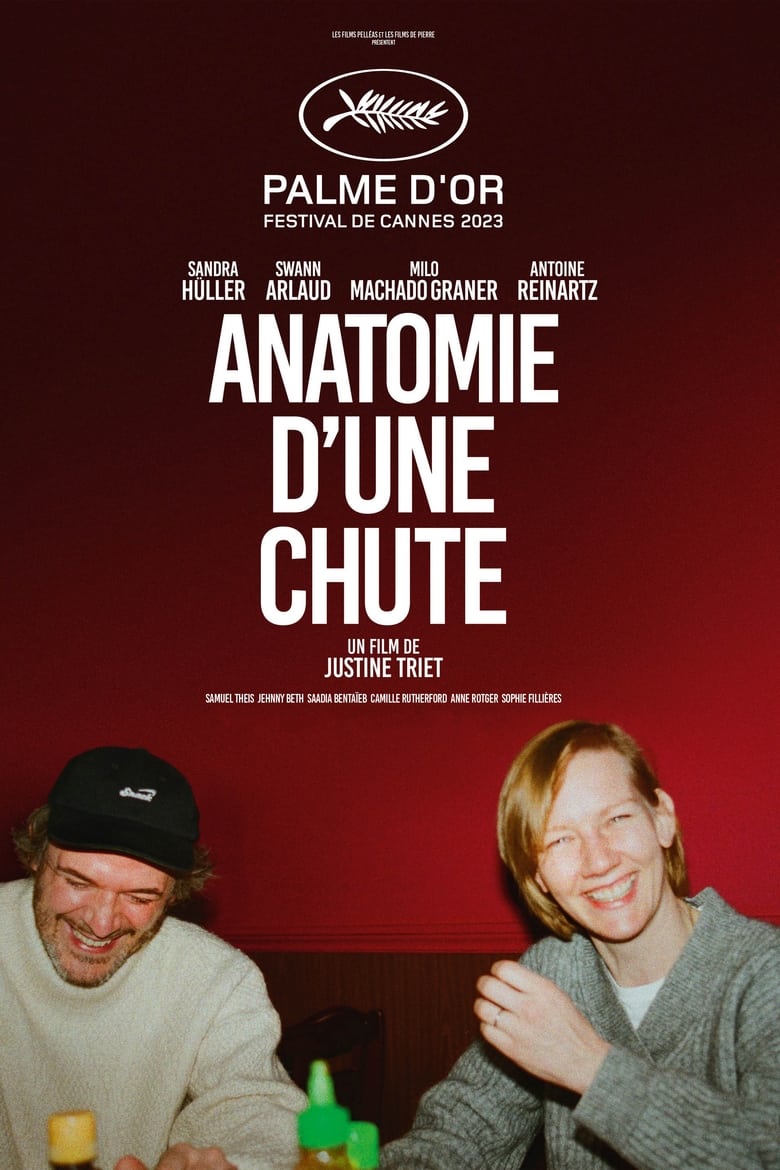 LES FILMS PELLÉAS ET LES FILMS DE PIERRE
PRÉSENTENT
PALME D'OR
FESTIVAL DE CANNES 2023
SANDRA HÜLLER SWANN ARLAUD MILO MACHADO GRANER ANTOINE REINARTZ
ANATOMIE
D'UNE
CHUTE
UN FILM DE
JUSTINE TRIET
SAMUEL THEIS JEHNNY BETH SAADIA BENTAÏEB CAMILLE RUTHERFORD ANNE ROTGER SOPHIE FILLIÈRES
Snack